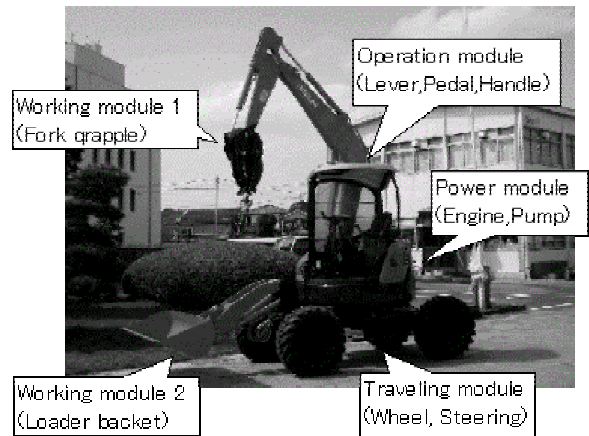 Operation module
(Lever,Pedal,Handle)
Working module 1
(Fork grapple)
Power module
(Engine,Pump)
Working module 2
(Loader backet)
Traveling module
(Wheel, Steering)